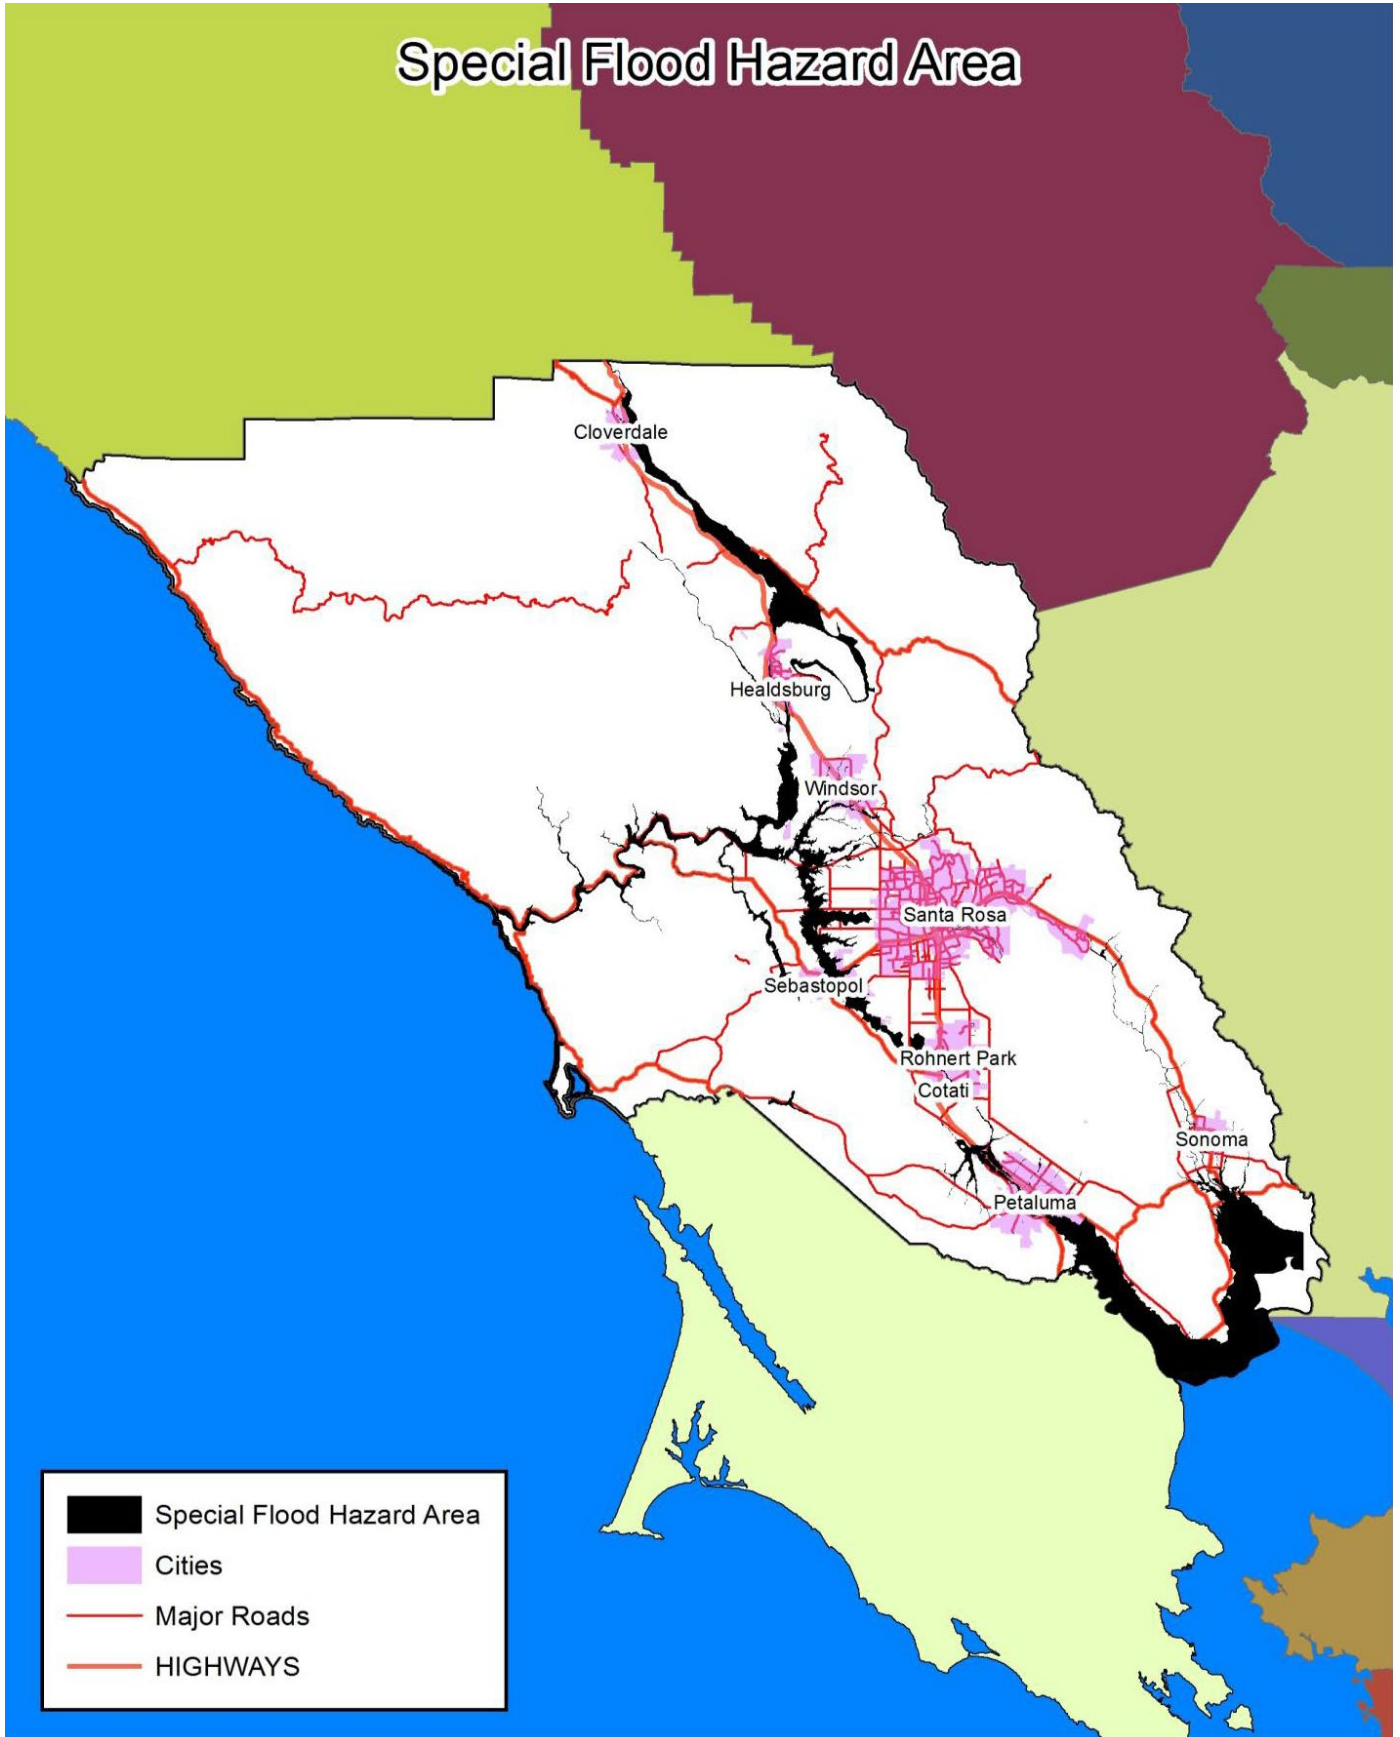 Special Flood Hazard Area
Cloverdale
Healdsburg
Windsor
Santa Rosa
Sebastopol
Rohnert Park
Cotati
Sonoma
Petaluma
Special Flood Hazard Area
Cities
Major Roads
HIGHWAYS